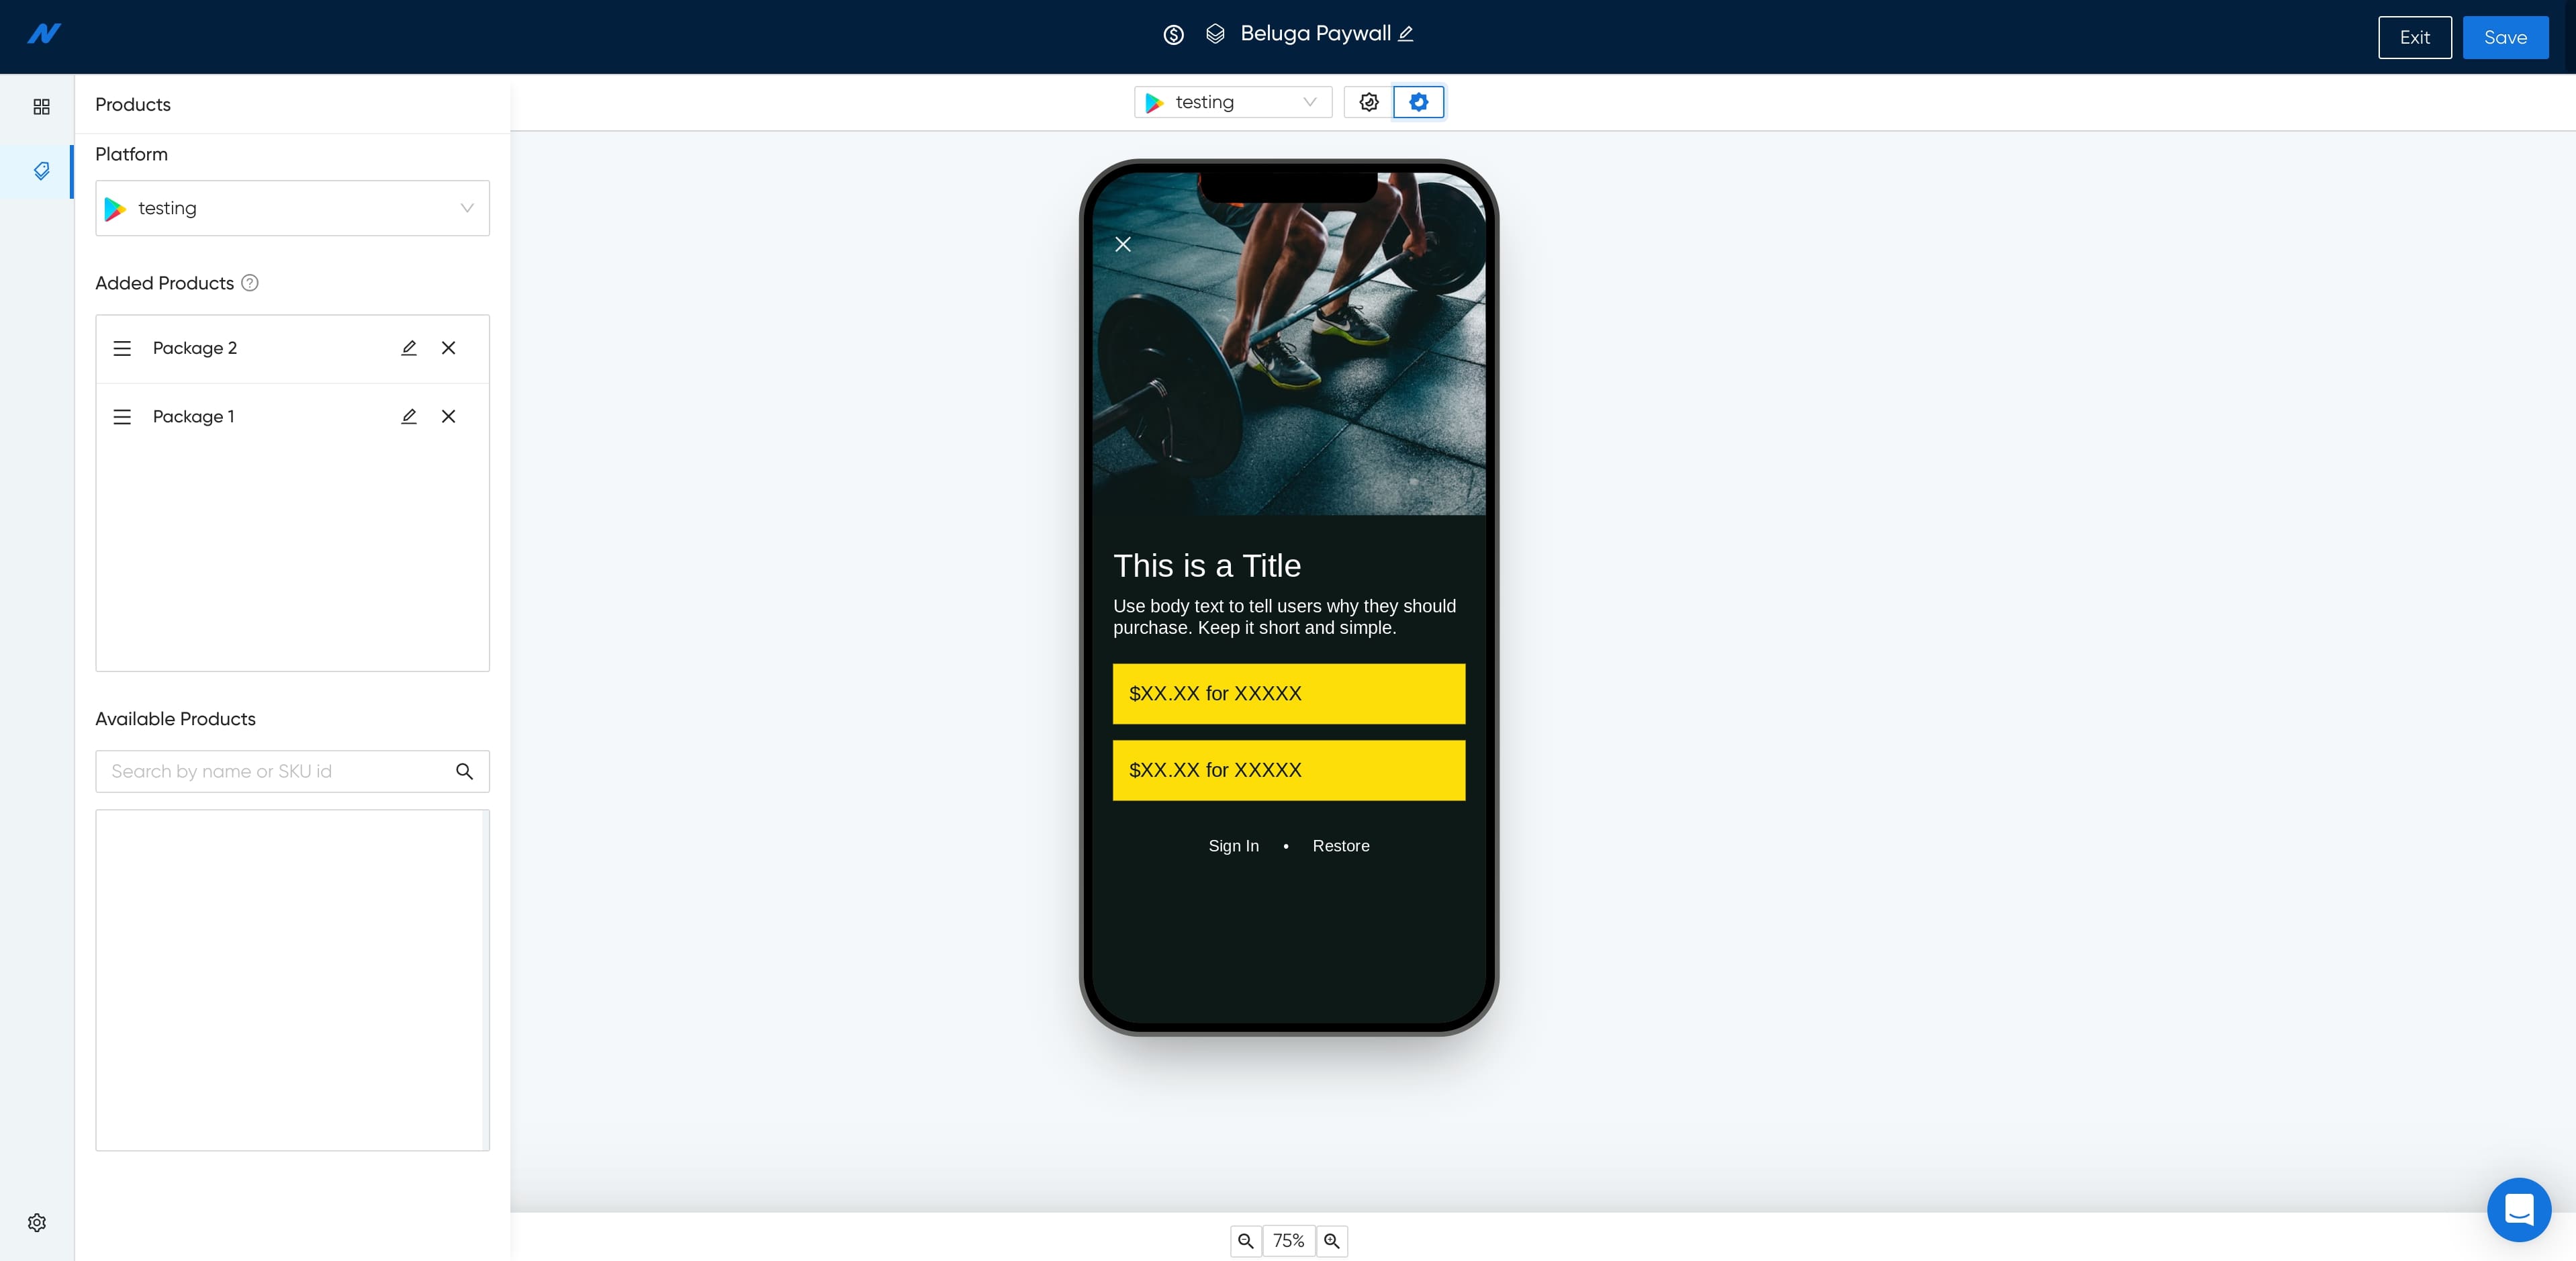 Beluga Paywall
Exit
Save
Products
testing
Platform
testing
Added Products
Package 2
Package 1
Available Products
Search by name or SKU id
This is a Title
Use body text to tell users why they should
purchase. Keep it short and simple.
$XX.XX for XXXXX
$XX.XX for XXXXX
Sign In • Restore
75%